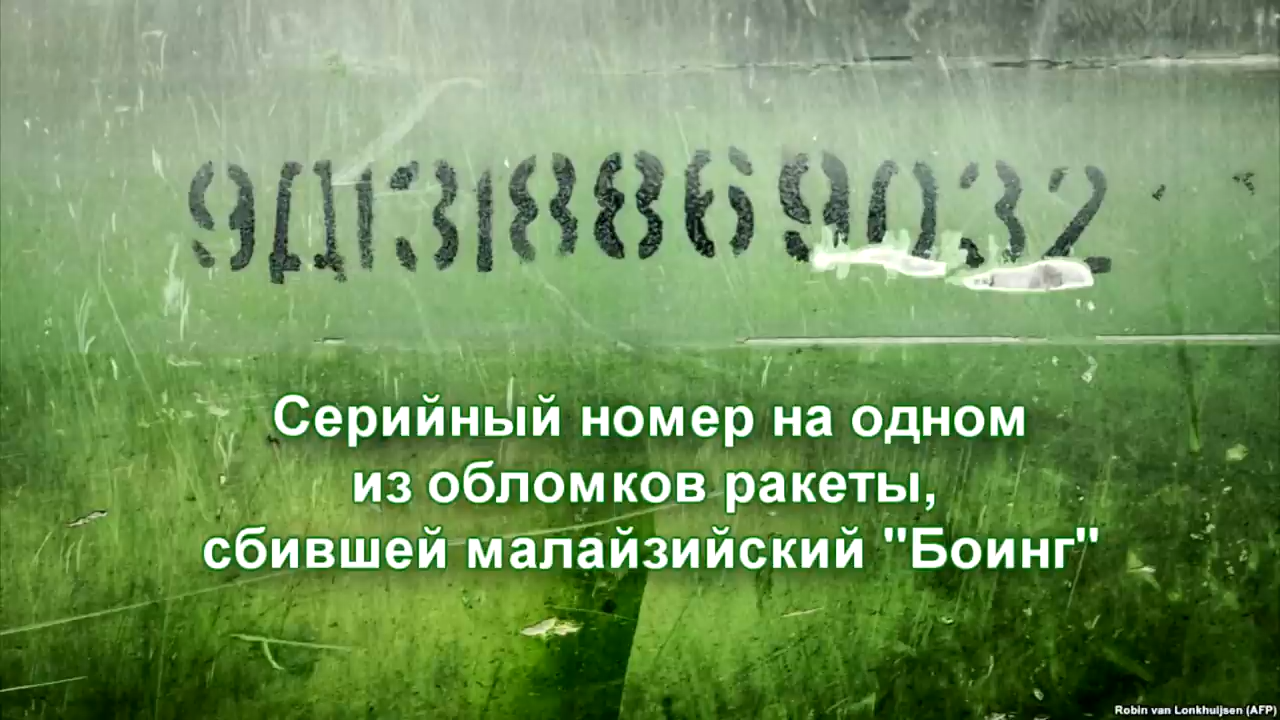 9Д1318869032
Серийный номер на одном
из обломков ракеты,
сбившей малайзийский "Боинг"
Robin van Lonkhuijsen (AFP)